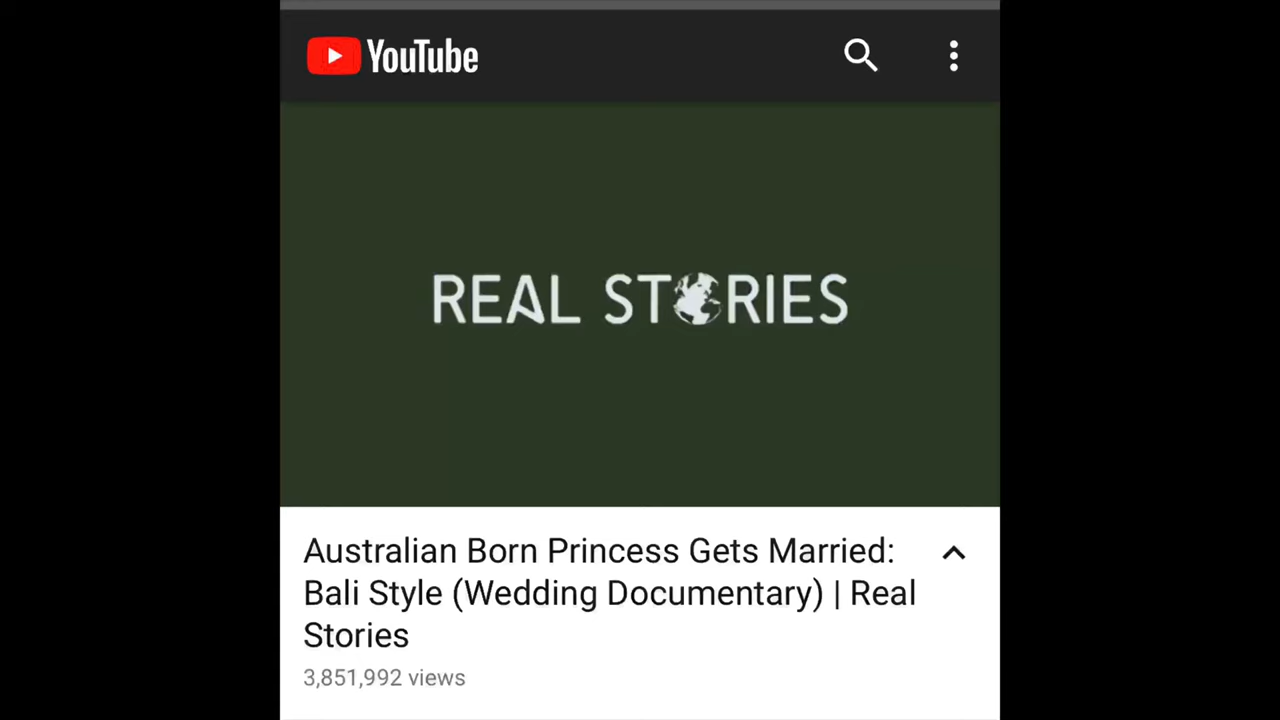 YouTube
REAL STORIES
Australian Born Princess Gets Married:
Bali Style (Wedding Documentary) | Real
Stories
3,851,992 views